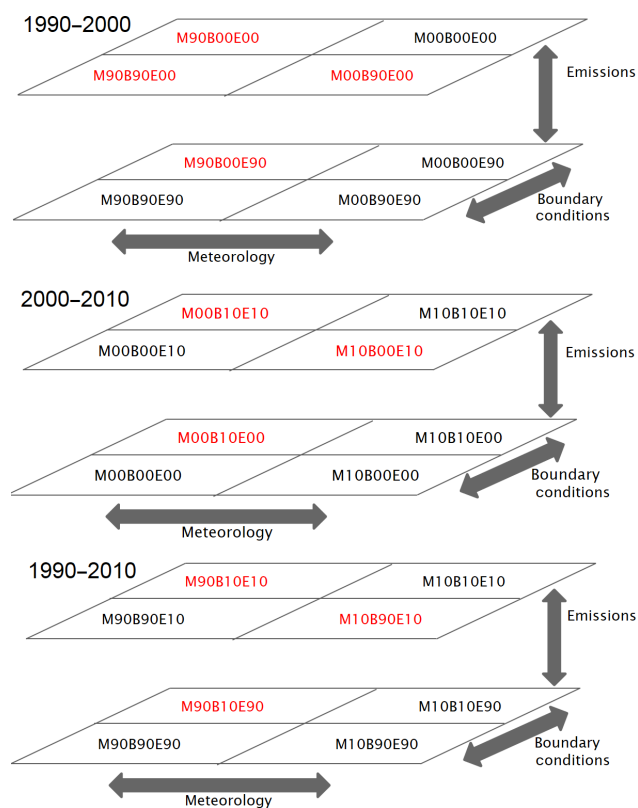 1990–2000
M90B00E00 M00B00E00
M90B90E00 M00B90E00
Emissions
M90B00E90 M00B00E90
M90B90E90 M00B00E90
Boundary
conditions
Meteorology
2000–2010
M00B10E10 M10B10E10
M00B00E10 M10B00E10
Emissions
M00B10E00 M10B10E00
M00B00E00 M10B00E00
Boundary
conditions
Meteorology
1990–2010
M90B10E10 M10B10E10
M90B90E10 M10B90E10
Emissions
M90B10E90 M10B10E90
M90B90E90 M10B90E90
Boundary
conditions
Meteorology